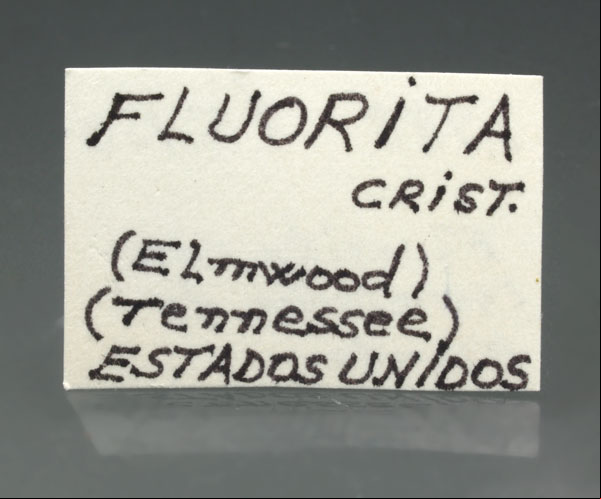 FLUORITA
CRIST.
(Elmwood)
(Tennessee)
ESTADOS UNIDOS